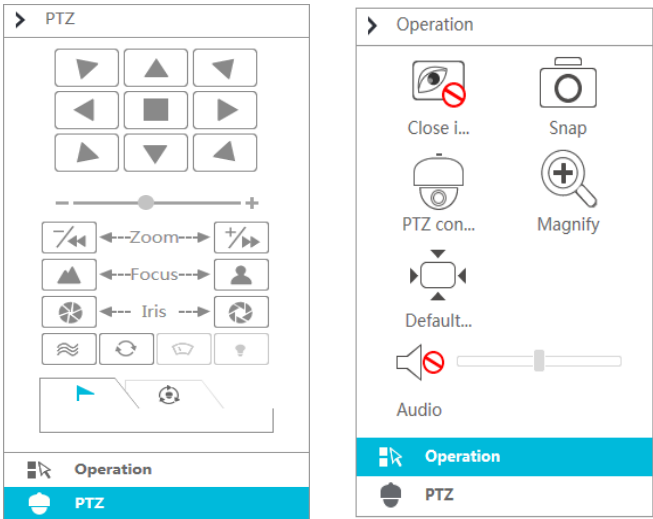 PTZ
Zoom
Focus
Iris
Operation
PTZ
Operation
Close i...
Snap
PTZ con...
Magnify
Default...
Audio
Operation
PTZ